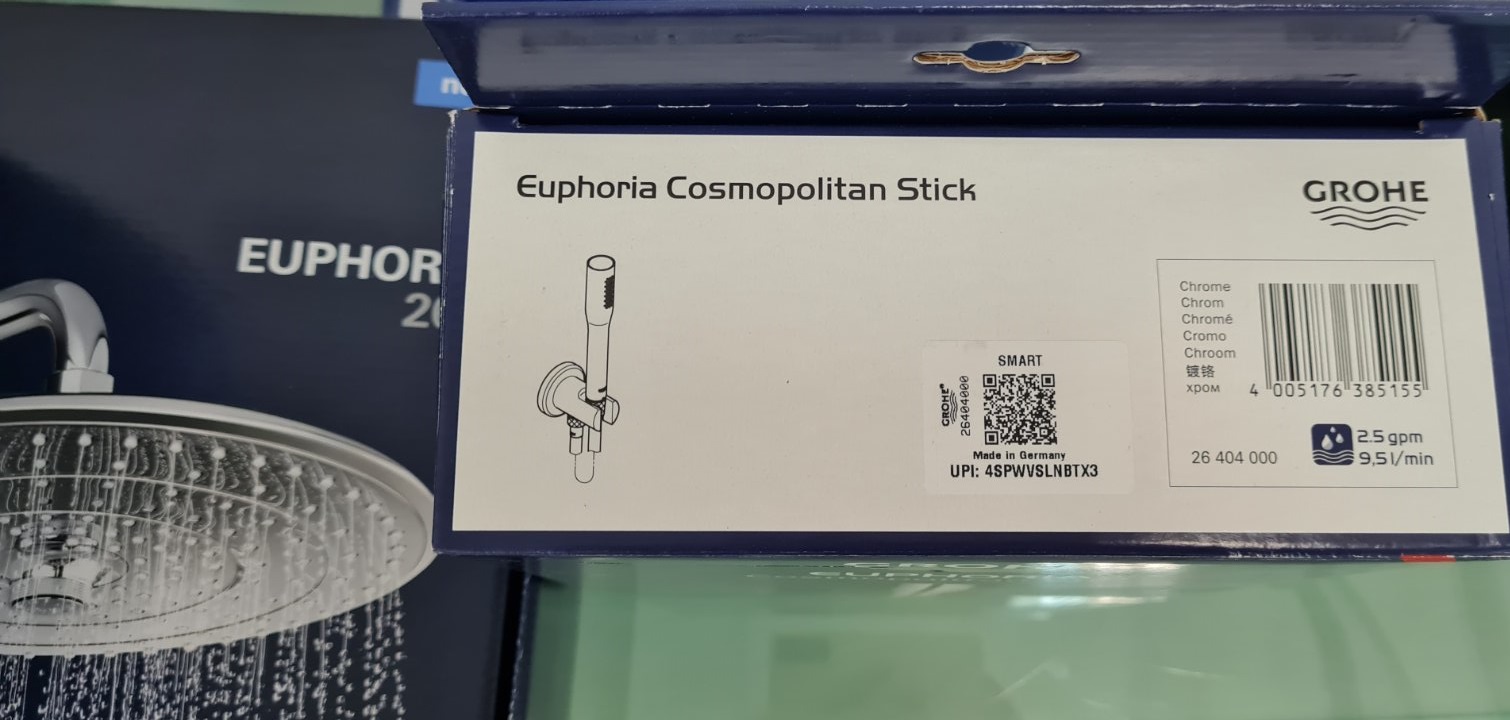 EUPHOR
Euphoria Cosmopolitan Stick
GROHE
Chrome
Chrom
Chromé
Cromo
Chroom
镀铬
хром
4 005176 385155
26 404 000
2.5 gpm
9,5 l/min
SMART
GROHE
26404000
Made in Germany
UPI: 4SPWVSLNBTX3